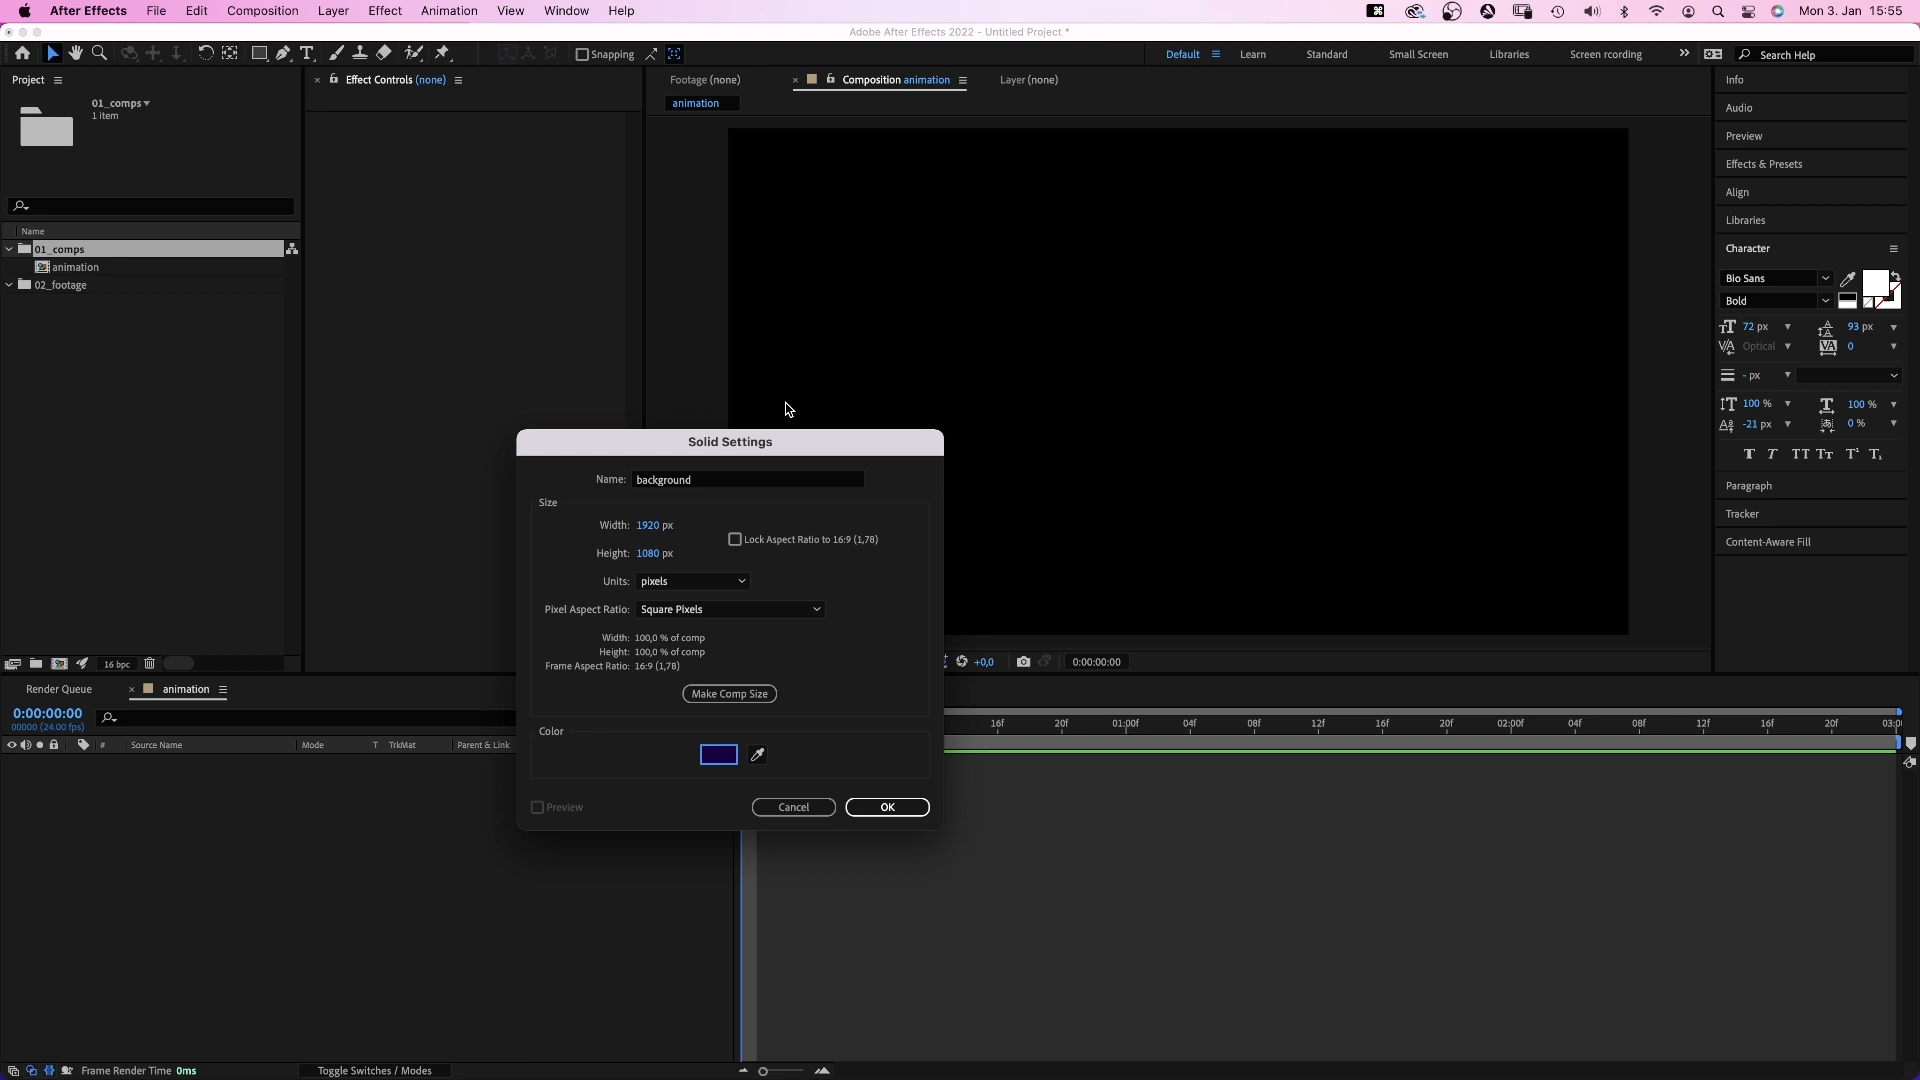 After Effects File Edit Composition Layer Effect Animation View Window Help Mon 3. Jan 15:55
Adobe After Effects 2022 - Untitled Project *
Snapping Default Learn Standard Small Screen Libraries Screen rcording Search Help
Project Effect Controls (none) Footage (none) Composition animation Layer (none) Info
01_comps
1 item
animation
Audio
Preview
Effects & Presets
Align
Libraries
Name
01_comps
animation
02_footage
Character
Bio Sans
Bold
72 px 93 px
Optical 0
- px
100 % 100 %
-21 px 0 %
Paragraph
Tracker
Content-Aware Fill
Solid Settings
Name: background
Size
Width: 1920 px
Lock Aspect Ratio to 16:9 (1,78)
Height: 1080 px
Units: pixels
Pixel Aspect Ratio: Square Pixels
Width: 100,0 % of comp
Height: 100,0 % of comp
Frame Aspect Ratio: 16:9 (1,78)
Make Comp Size
Color
Preview Cancel OK
16 bpc
+0,0 0:00:00:00
Render Queue animation
0:00:00:00
00000 (24.00 fps)
# Source Name Mode T TrkMat Parent & Link
16f 20f 01:00f 04f 08f 12f 16f 20f 02:00f 04f 08f 12f 16f 20f 03:0
Frame Render Time 0ms Toggle Switches / Modes